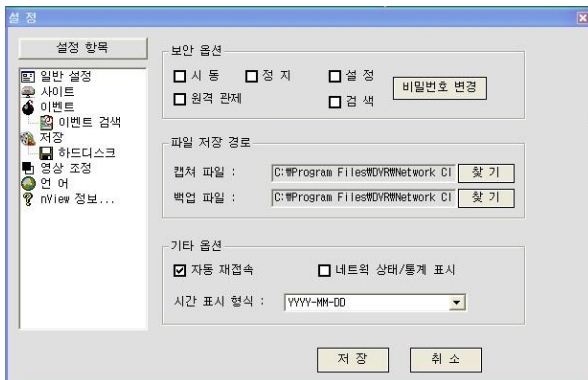 설 정
설정 항목
일반 설정
사이트
이벤트
이벤트 검색
저장
하드디스크
영상 조정
언 어
nView 정보...
보안 옵션
시 동 정 지 설 정
원격 관제 검 색
비밀번호 변경
파일 저장 경로
캡쳐 파일 : C:₩Program Files₩DVR₩Network Cl 찾 기
백업 파일 : C:₩Program Files₩DVR₩Network Cl 찾 기
기타 옵션
자동 재접속 네트웍 상태/통계 표시
시간 표시 형식 : YYYY-MM-DD
저 장 취 소